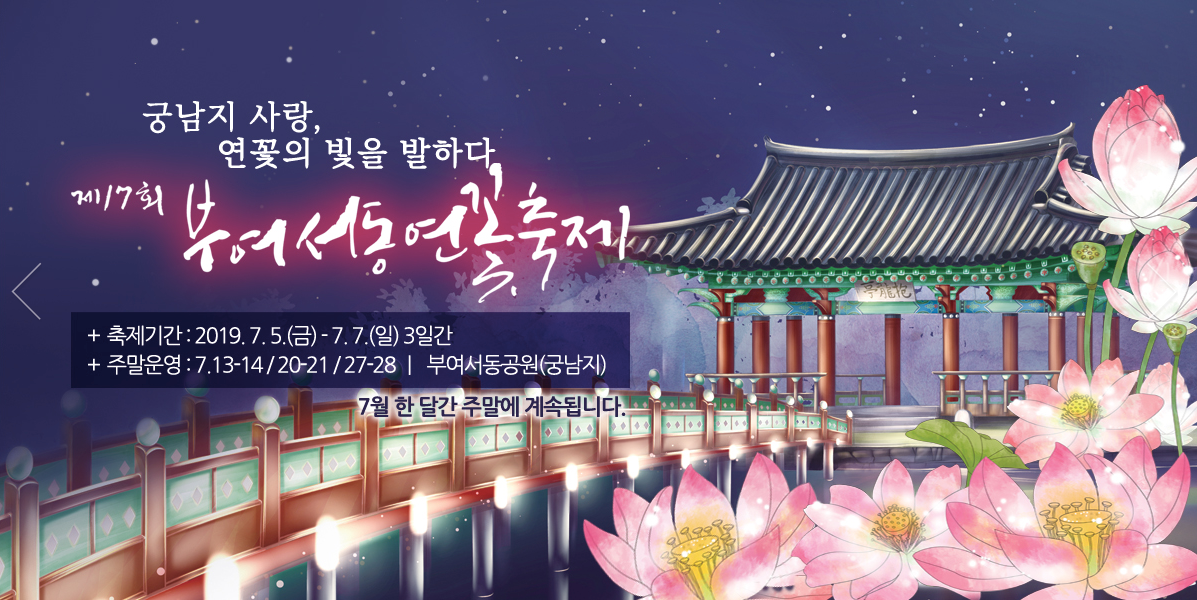 궁남지 사랑,
연꽃의 빛을 발하다
제17회 부여서동연꽃축제
抱龍亭
+ 축제기간 : 2019. 7. 5.(금) - 7. 7.(일) 3일간
+ 주말운영 : 7.13-14 / 20-21 / 27-28 | 부여서동공원(궁남지)
7월 한 달간 주말에 계속됩니다.